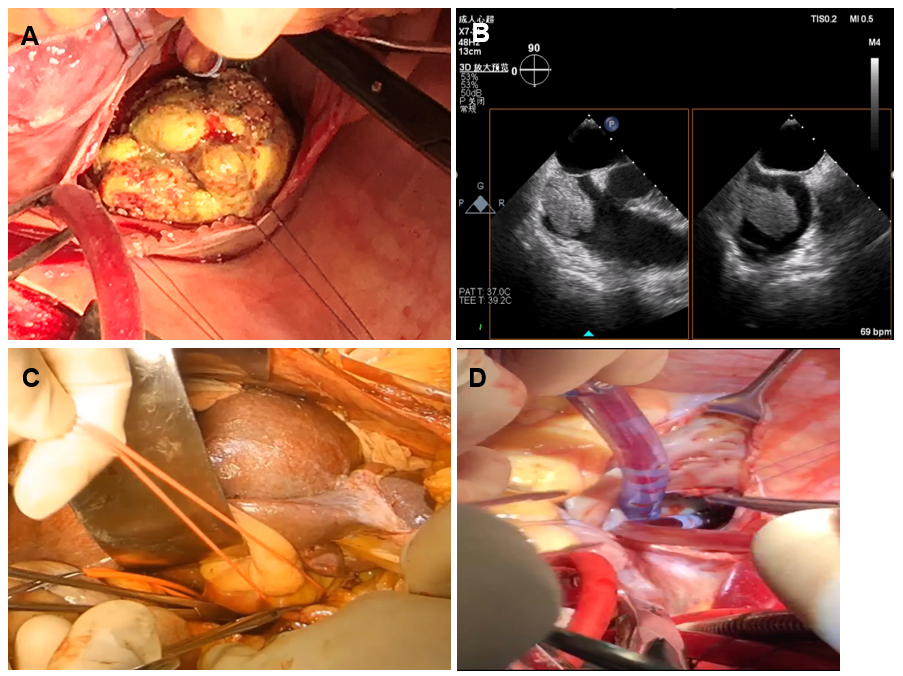 A
成人心超
X7-
48Hz
13cm
3D 放大预览
53%
53%
50dB
P 关闭
常规
B
TIS0.2 MI 0.5
M4
90
0
P
G
P R
PAT T: 37.0C
TEE T: 39.2C
69 bpm
C
D